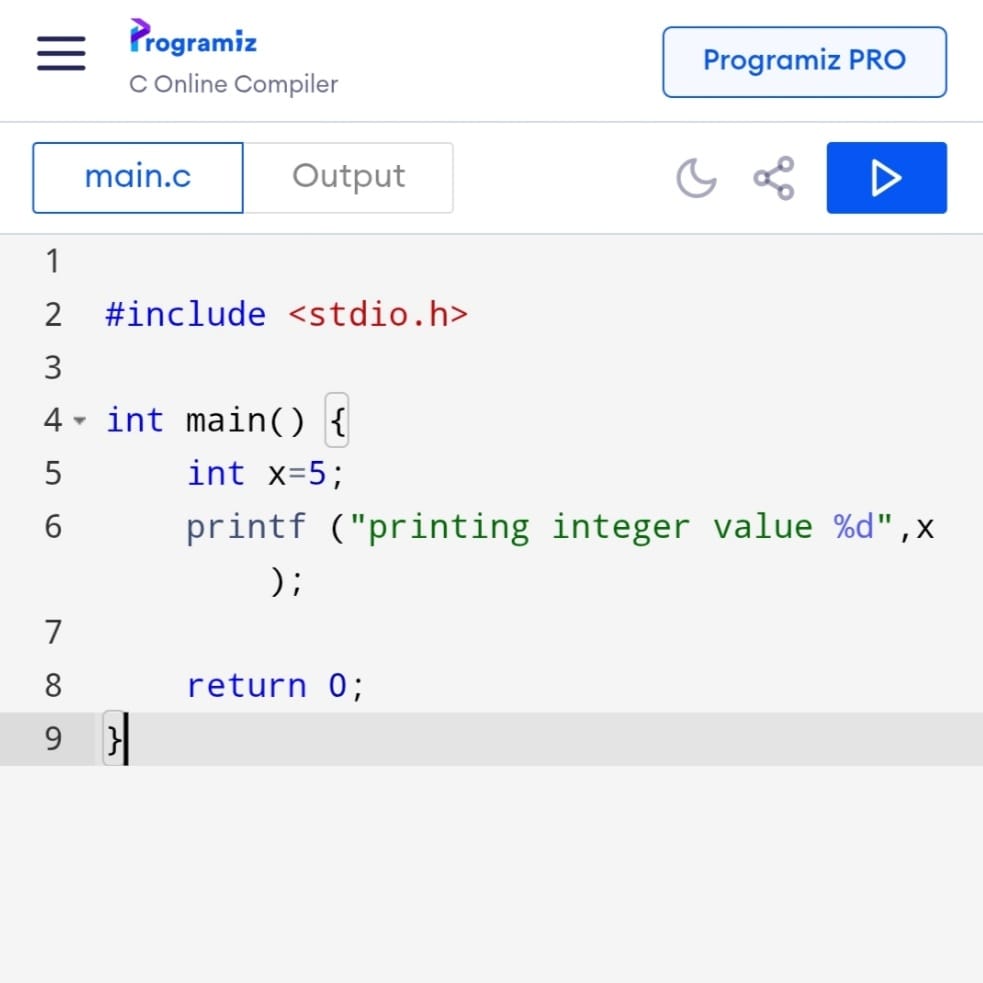 Programiz
C Online Compiler
Programiz PRO
main.c
Output
1
2 #include <stdio.h>
3
4 int main() {
5     int x=5;
6     printf ("printing integer value %d",x
        );
7
8     return 0;
9 }